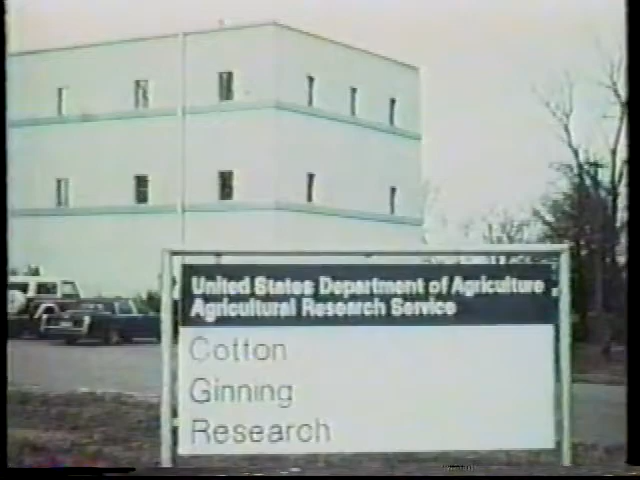 United States Department of Agriculture
Agricultural Research Service
Cotton
Ginning
Research